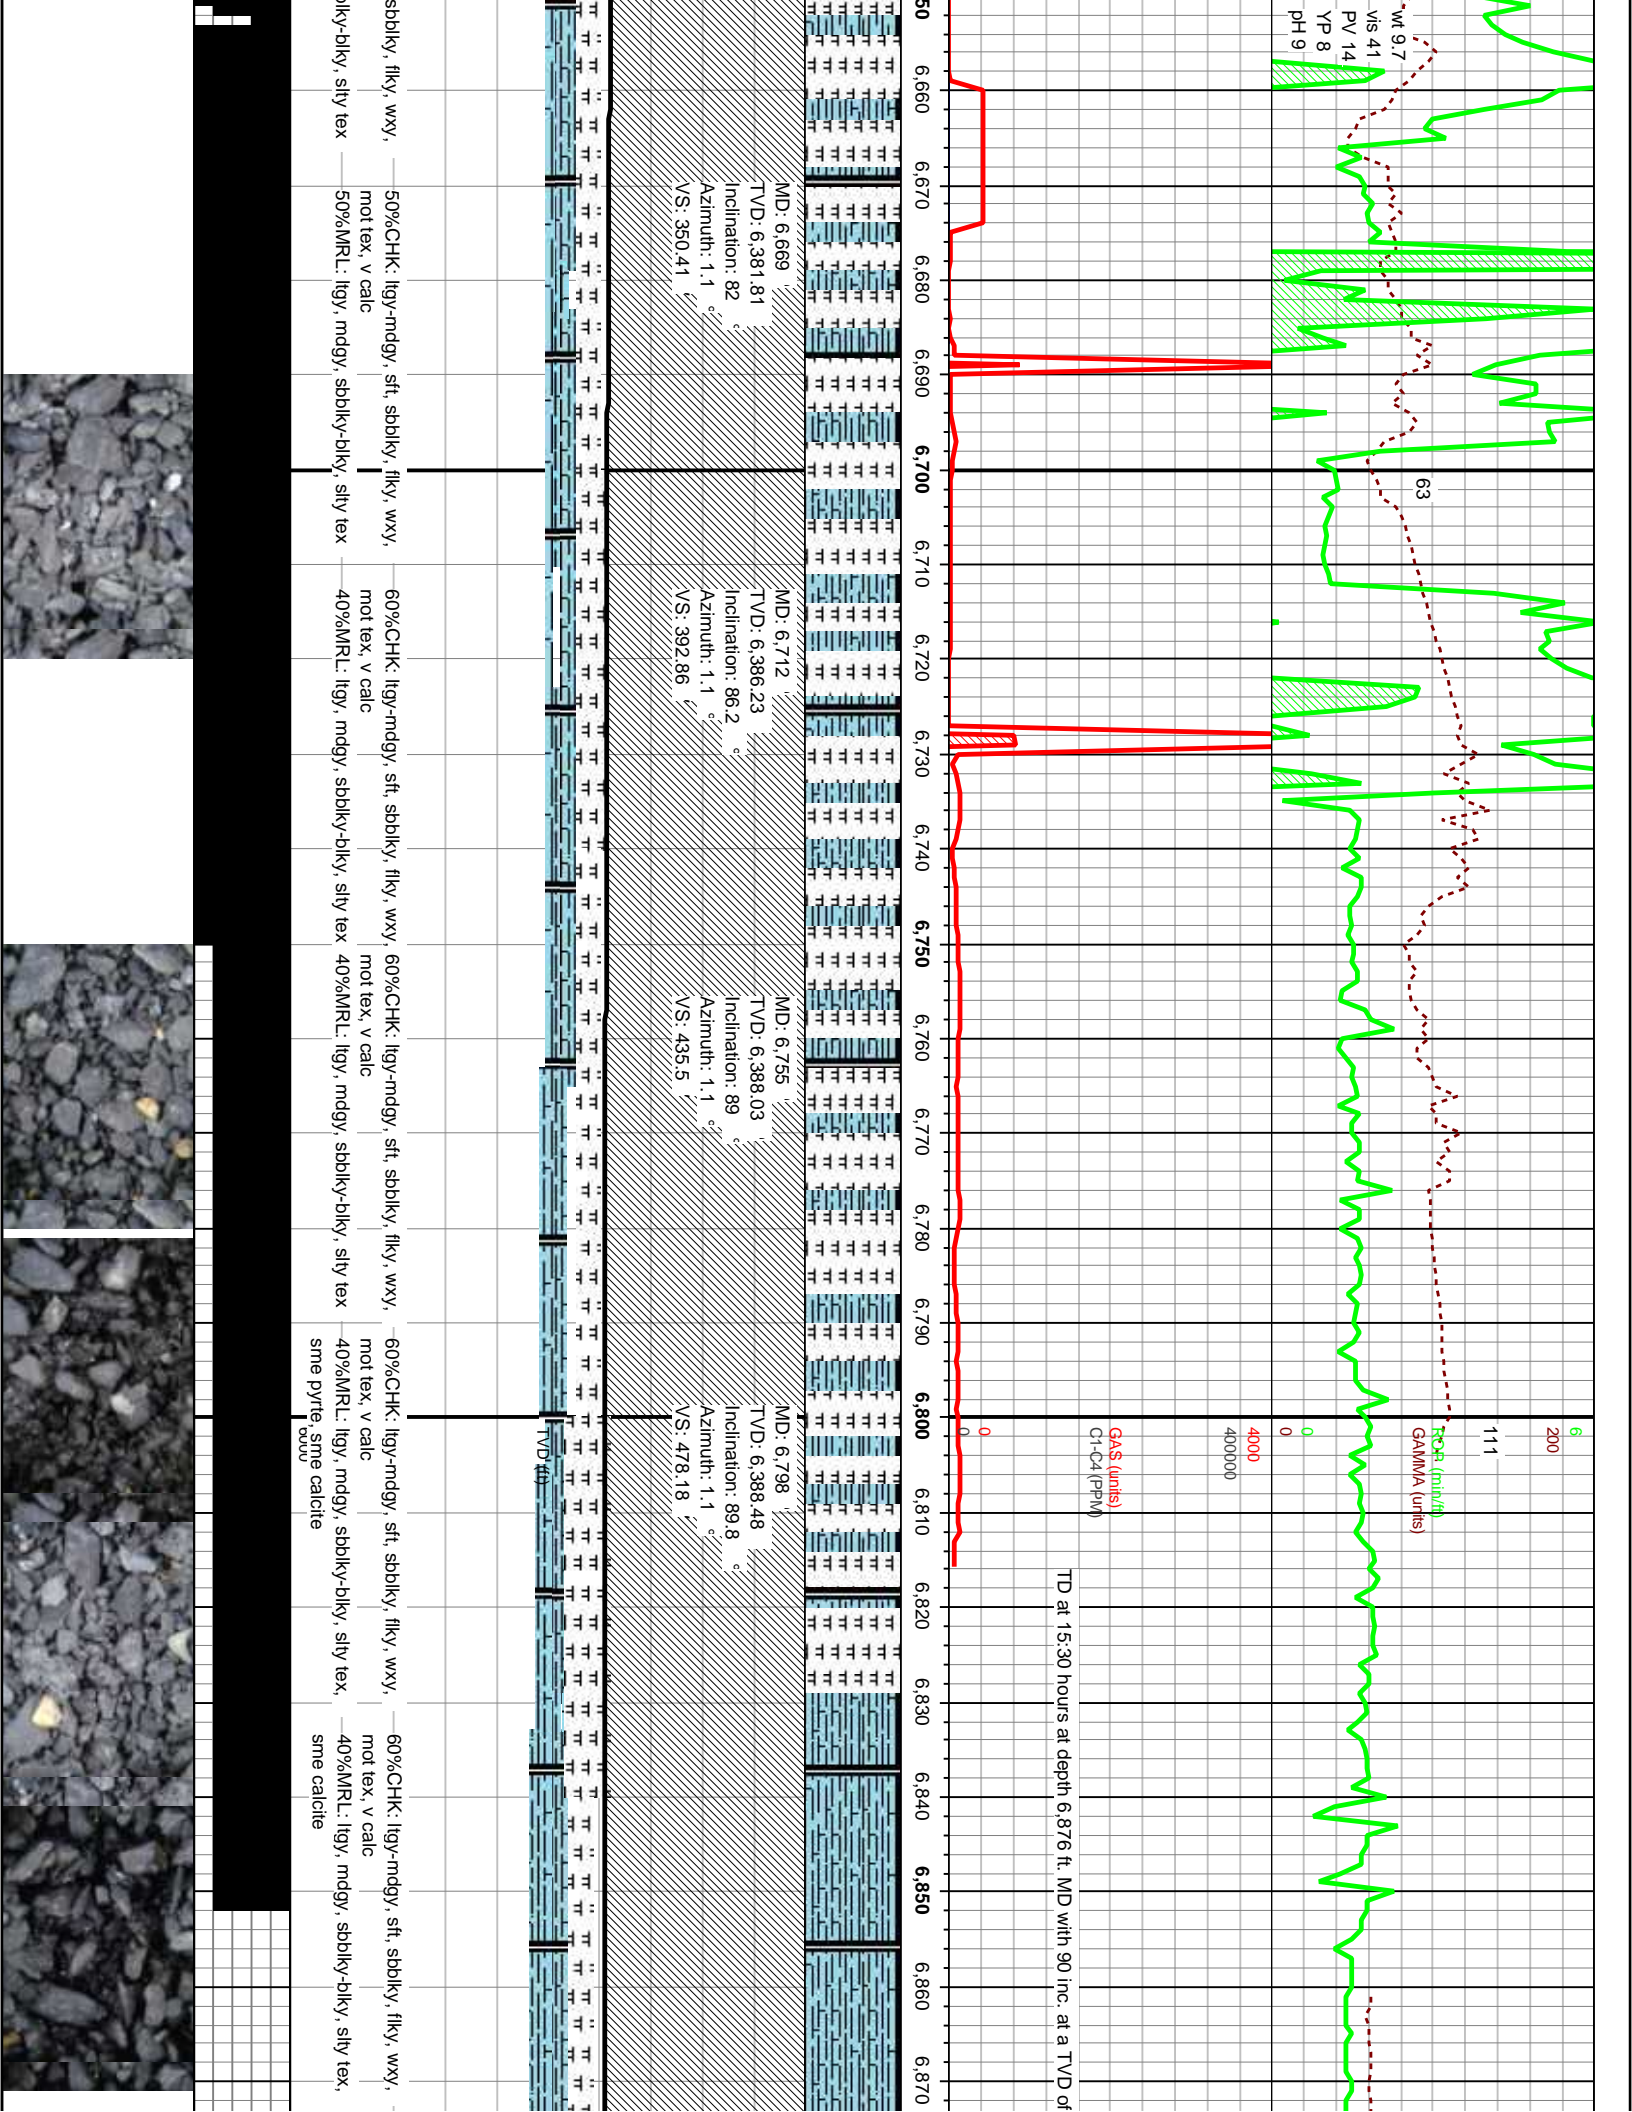 wt 9.7
vis 41
PV 14
YP 8
pH 9
63
111
200
6
ROP (min/ft)
GAMMA (units)
0
0
4000
40000
GAS (units)
C1-C4 (PPM)
0
0
TD at 15:30 hours at depth 6,876 ft. MD with 90 inc. at a TVD of
50
6,660
6,670
6,680
6,690
6,700
6,710
6,720
6,730
6,740
6,750
6,760
6,770
6,780
6,790
6,800
6,810
6,820
6,830
6,840
6,850
6,860
6,870
MD: 6,669
TVD: 6,381.81
Inclination: 82 °
Azimuth: 1.1 °
VS: 350.41
MD: 6,712
TVD: 6,386.23
Inclination: 86.2 °
Azimuth: 1.1 °
VS: 392.86
MD: 6,755
TVD: 6,388.03
Inclination: 89 °
Azimuth: 1.1 °
VS: 435.5
MD: 6,798
TVD: 6,388.48
Inclination: 89.8 °
Azimuth: 1.1 °
VS: 478.18
TVD (ft)
sbblky, flky, wxy,
blky-blky, slty tex
50%CHK: ltgy-mdgy, sft, sbblky, flky, wxy,
mot tex, v calc
50%MRL: ltgy, mdgy, sbblky-blky, slty tex
60%CHK: ltgy-mdgy, sft, sbblky, flky, wxy,
mot tex, v calc
40%MRL: ltgy, mdgy, sbblky-blky, slty tex
60%CHK: ltgy-mdgy, sft, sbblky, flky, wxy,
mot tex, v calc
40%MRL: ltgy, mdgy, sbblky-blky, slty tex
60%CHK: ltgy-mdgy, sft, sbblky, flky, wxy,
mot tex, v calc
40%MRL: ltgy, mdgy, sbblky-blky, slty tex,
sme pyrte, sme calcite
60%CHK: ltgy-mdgy, sft, sbblky, flky, wxy,
mot tex, v calc
40%MRL: ltgy, mdgy, sbblky-blky, slty tex,
sme calcite